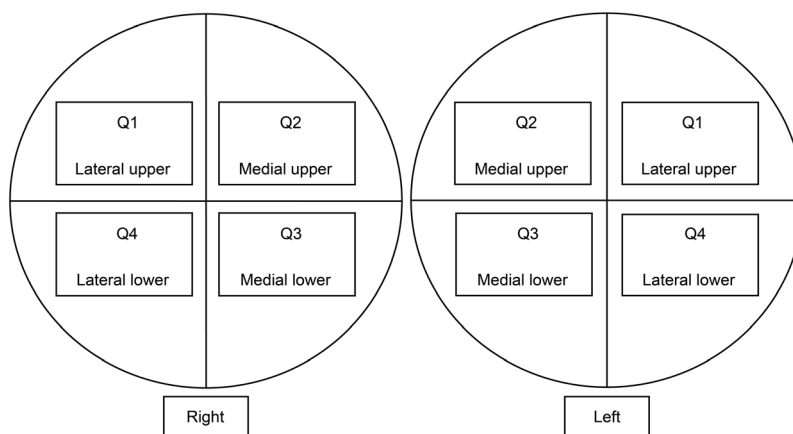 Q1
Lateral upper
Q2
Medial upper
Q4
Lateral lower
Q3
Medial lower
Right
Q2
Medial upper
Q1
Lateral upper
Q3
Medial lower
Q4
Lateral lower
Left